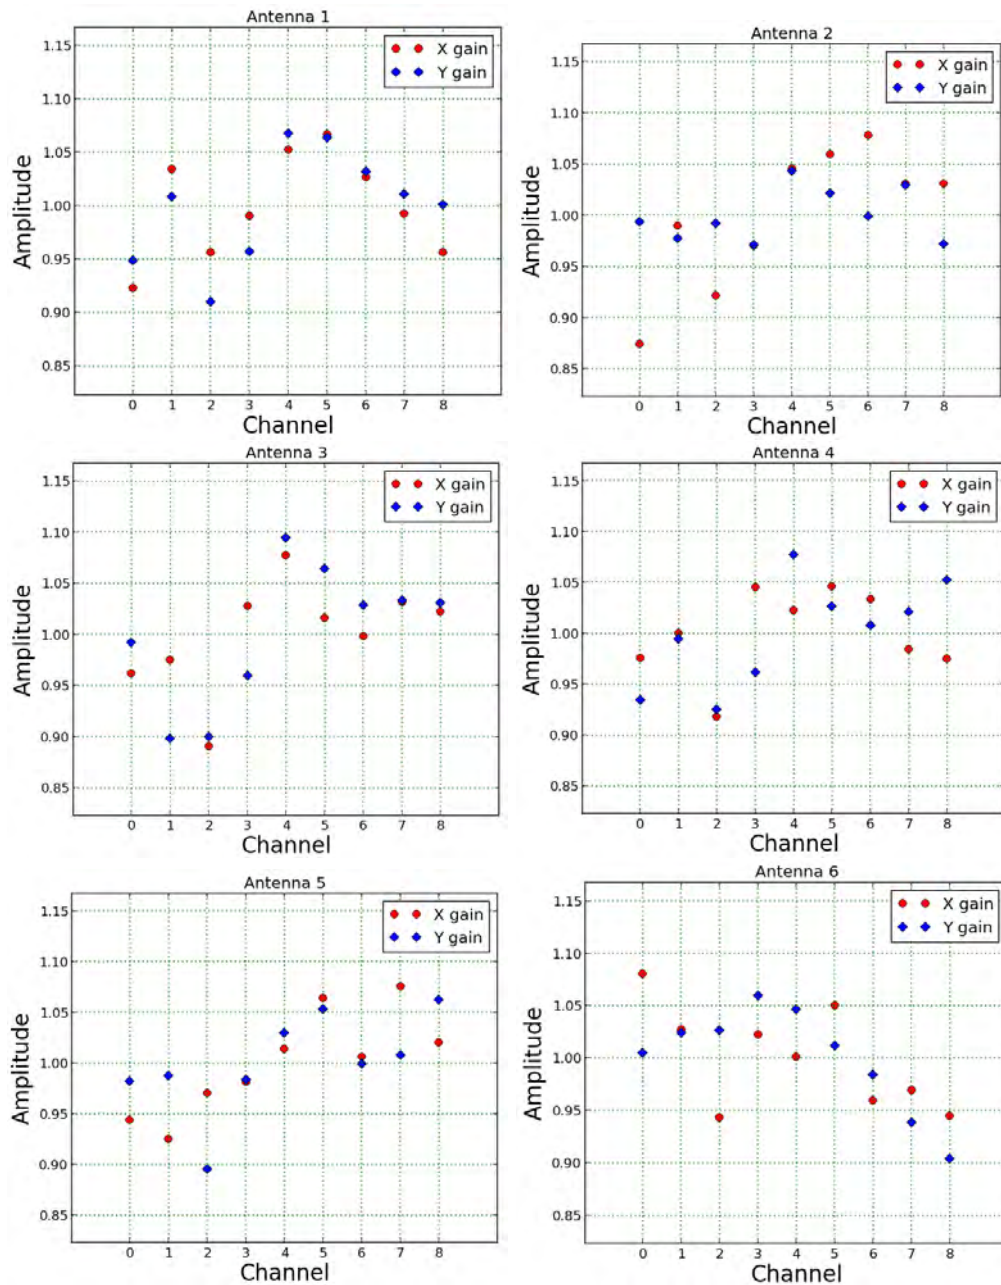 Antenna 1
1.15
1.10
1.05
1.00
0.95
0.90
0.85
Amplitude
X gain
Y gain
0 1 2 3 4 5 6 7 8
Channel
Antenna 2
1.15
1.10
1.05
1.00
0.95
0.90
0.85
Amplitude
X gain
Y gain
0 1 2 3 4 5 6 7 8
Channel
Antenna 3
1.15
1.10
1.05
1.00
0.95
0.90
0.85
Amplitude
X gain
Y gain
0 1 2 3 4 5 6 7 8
Channel
Antenna 4
1.15
1.10
1.05
1.00
0.95
0.90
0.85
Amplitude
X gain
Y gain
0 1 2 3 4 5 6 7 8
Channel
Antenna 5
1.15
1.10
1.05
1.00
0.95
0.90
0.85
Amplitude
X gain
Y gain
0 1 2 3 4 5 6 7 8
Channel
Antenna 6
1.15
1.10
1.05
1.00
0.95
0.90
0.85
Amplitude
X gain
Y gain
0 1 2 3 4 5 6 7 8
Channel